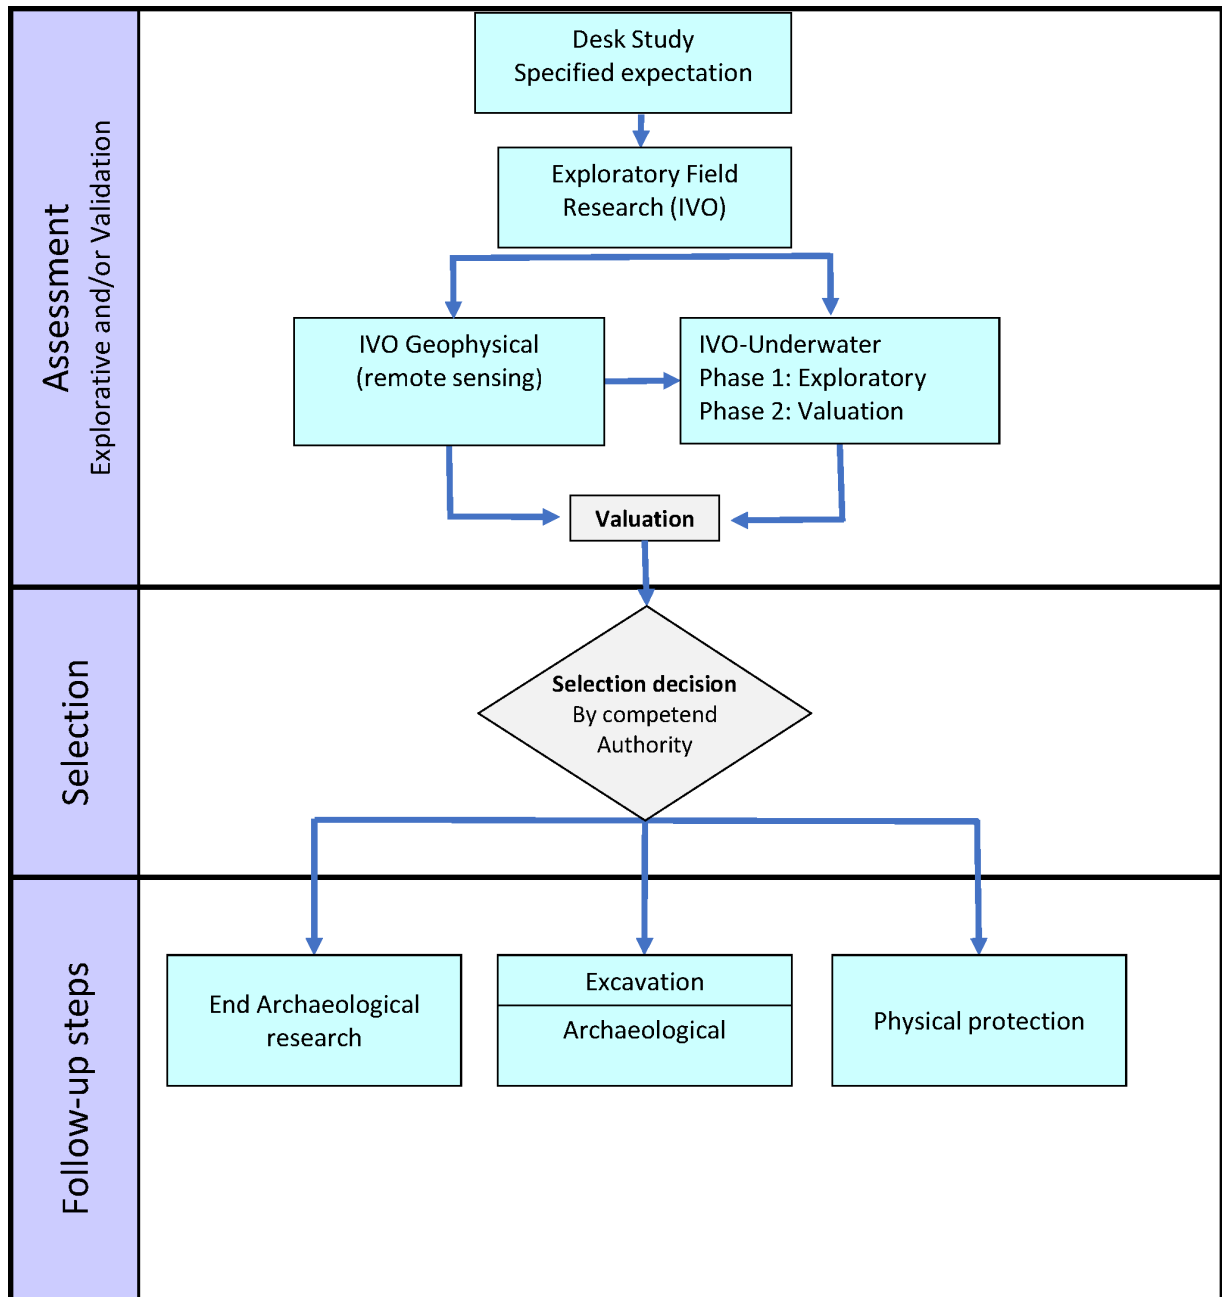 Assessment
Explorative and/or Validation
Desk Study
Specified expectation
Exploratory Field
Research (IVO)
IVO Geophysical
(remote sensing)
IVO-Underwater
Phase 1: Exploratory
Phase 2: Valuation
Valuation
Selection
Selection decision
By competend
Authority
Follow-up steps
End Archaeological
research
Excavation
Archaeological
Physical protection